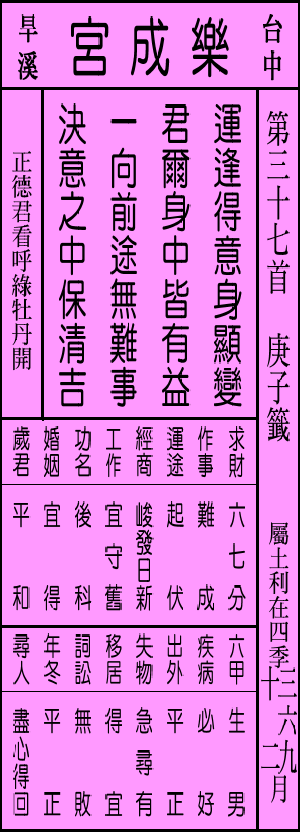 台中
樂成宮
旱溪
第三十七首 庚子籤 屬土利在四季三六九十二月
運逢得意身顯變
君爾身中皆有益
一向前途無難事
決意之中保清吉
正德君看呼綠牡丹開
求財 六七分
作事 難成
運途 起伏
經商 峻發日新
工作 宜守舊
功名 後科
婚姻 宜得
歲君 平和
六甲 生男
疾病 必好
出外 平正
失物 急尋有
移居 得宜
詞訟 無敗
年冬 平正
尋人 盡心得回